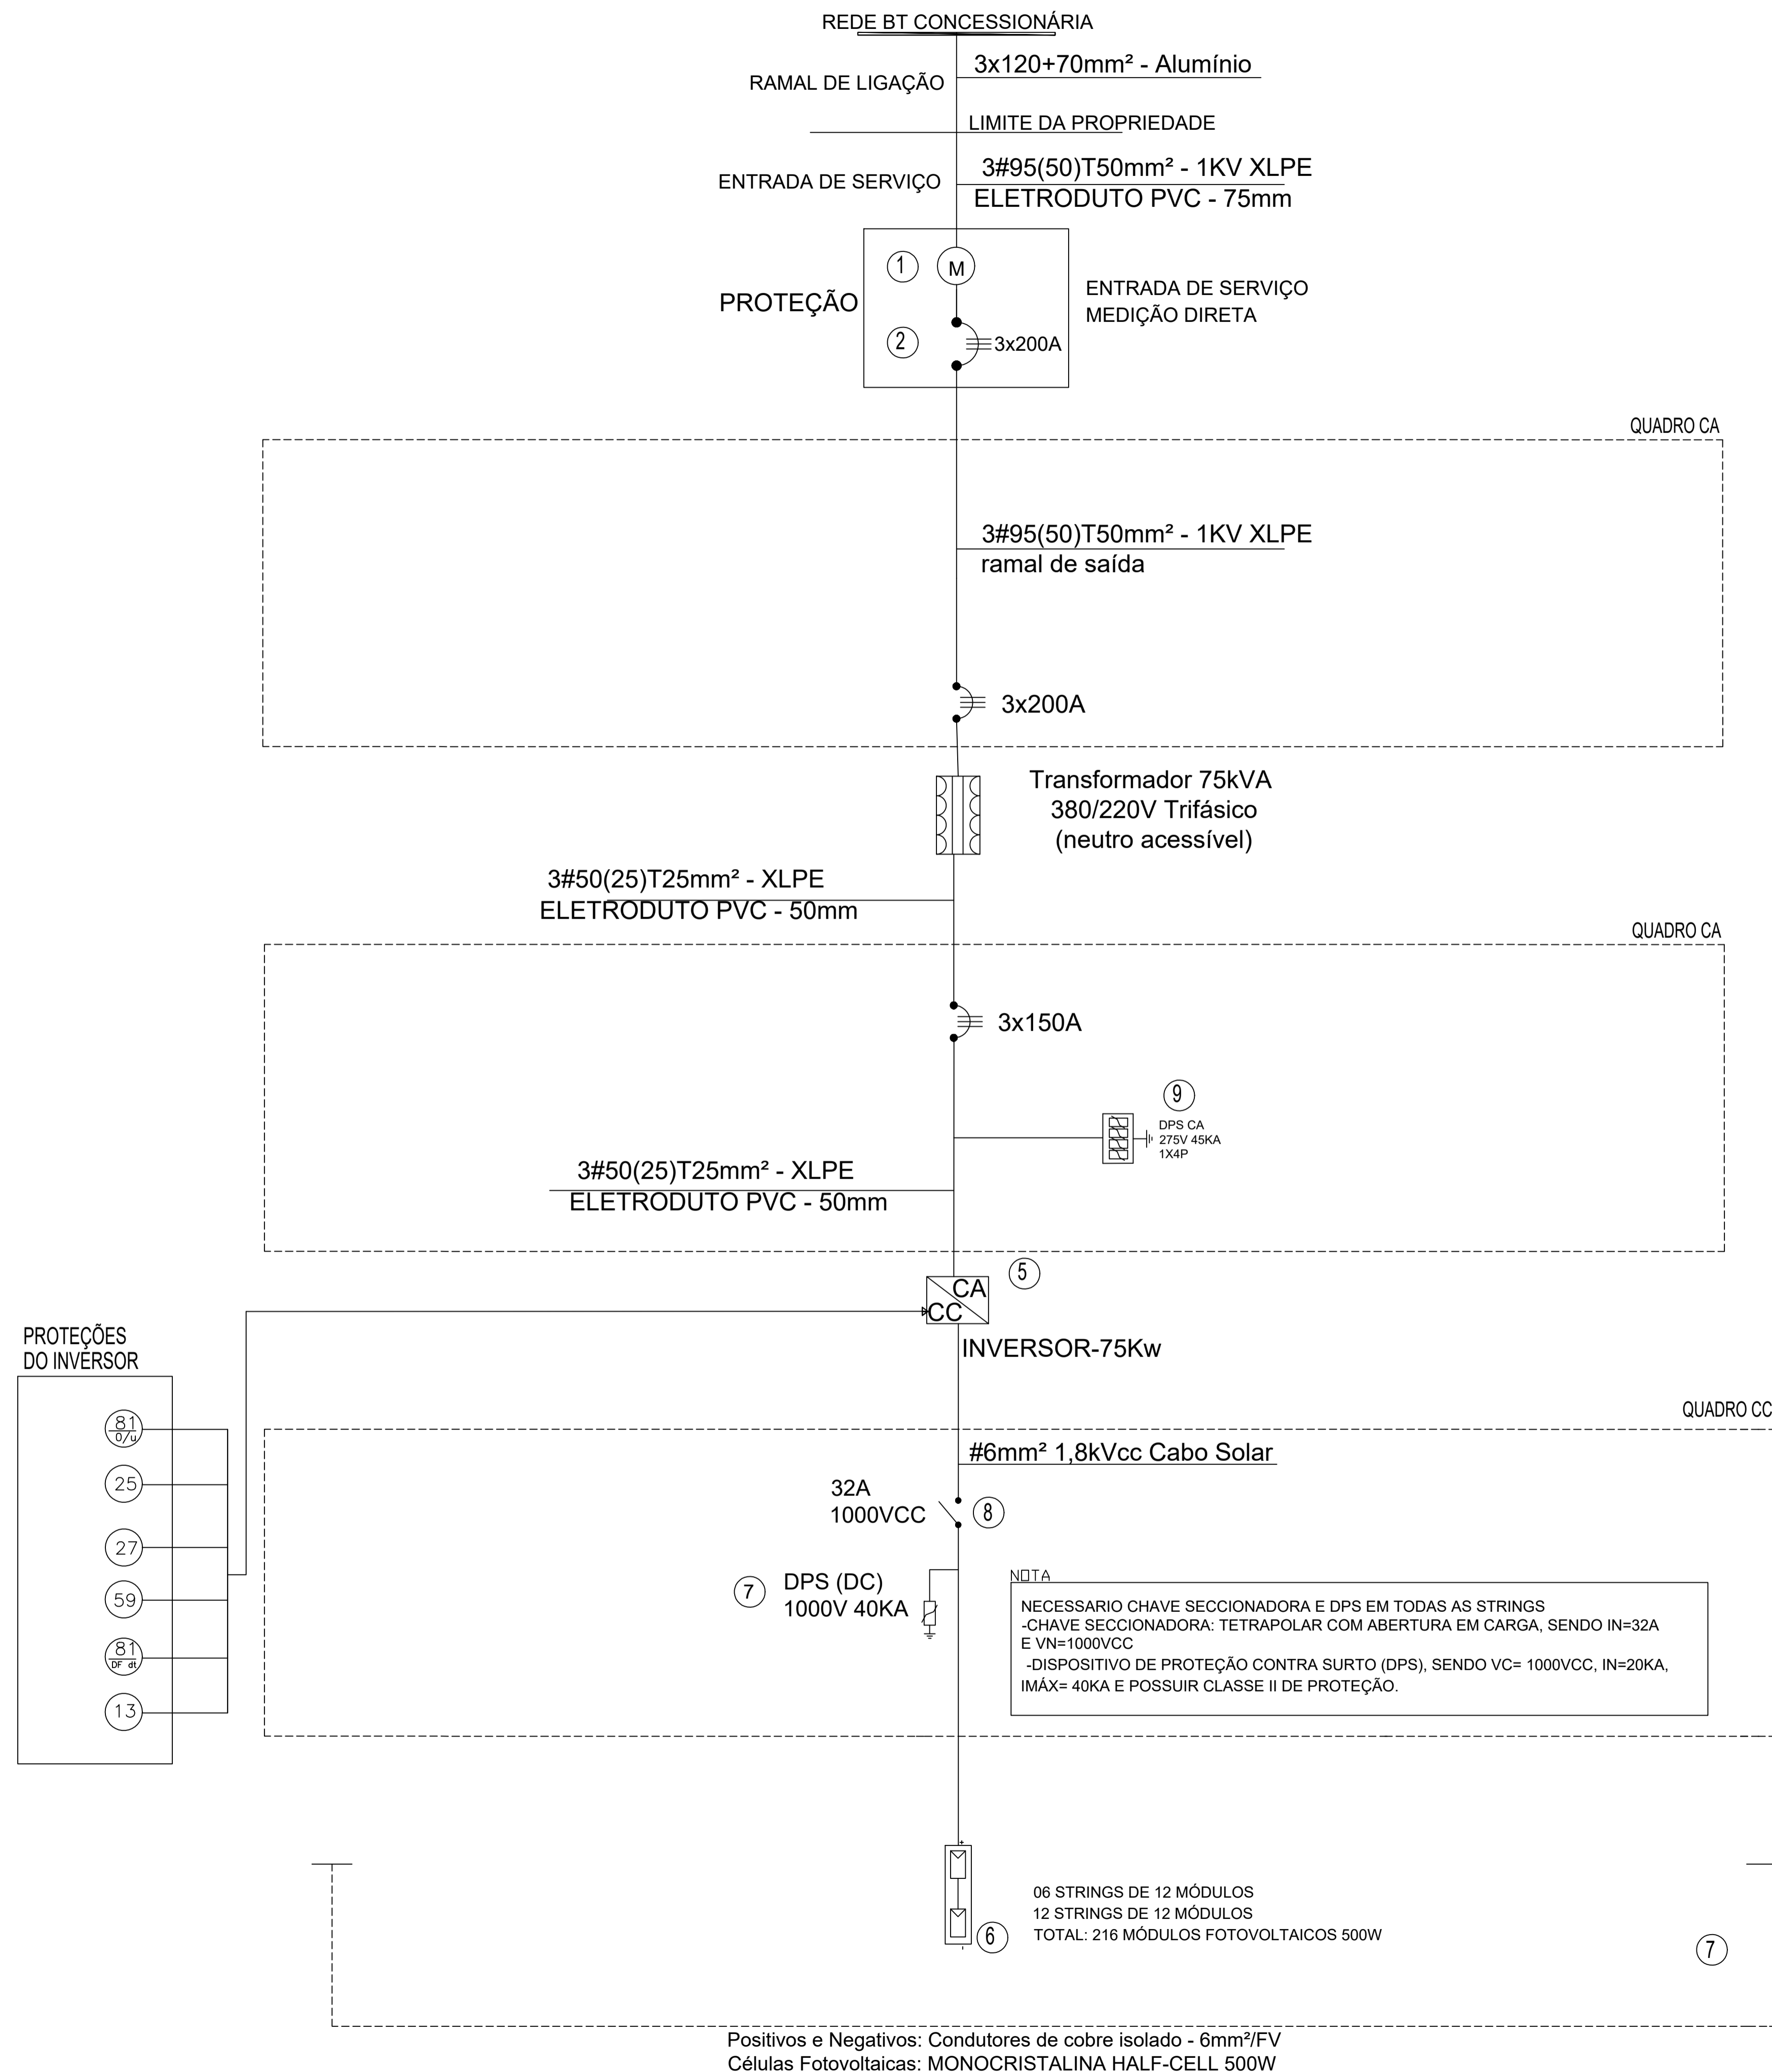 REDE BT CONCESSIONÁRIA
3x120+70mm² - Alumínio
RAMAL DE LIGAÇÃO
LIMITE DA PROPRIEDADE
3#95(50)T50mm² - 1KV XLPE
ENTRADA DE SERVIÇO
ELETRODUTO PVC - 75mm
1
M
ENTRADA DE SERVIÇO
MEDIÇÃO DIRETA
PROTEÇÃO
2
3x200A
QUADRO CA
3#95(50)T50mm² - 1KV XLPE
ramal de saída
3x200A
Transformador 75kVA
380/220V Trifásico
(neutro acessível)
3#50(25)T25mm² - XLPE
ELETRODUTO PVC - 50mm
QUADRO CA
3x150A
9
DPS CA
275V 45KA
1X4P
3#50(25)T25mm² - XLPE
ELETRODUTO PVC - 50mm
5
CA
CC
INVERSOR-75Kw
PROTEÇÕES
DO INVERSOR
81
O/u
25
27
59
81
DF dt
13
QUADRO CC
#6mm² 1,8kVcc Cabo Solar
32A
1000VCC
8
7
DPS (DC)
1000V 40KA
NOTA
NECESSARIO CHAVE SECCIONADORA E DPS EM TODAS AS STRINGS
-CHAVE SECCIONADORA: TETRAPOLAR COM ABERTURA EM CARGA, SENDO IN=32A
E VN=1000VCC
-DISPOSITIVO DE PROTEÇÃO CONTRA SURTO (DPS), SENDO VC= 1000VCC, IN=20KA,
IMÁX= 40KA E POSSUIR CLASSE II DE PROTEÇÃO.
+
-
06 STRINGS DE 12 MÓDULOS
12 STRINGS DE 12 MÓDULOS
TOTAL: 216 MÓDULOS FOTOVOLTAICOS 500W
6
7
Positivos e Negativos: Condutores de cobre isolado - 6mm²/FV
Células Fotovoltaicas: MONOCRISTALINA HALF-CELL 500W